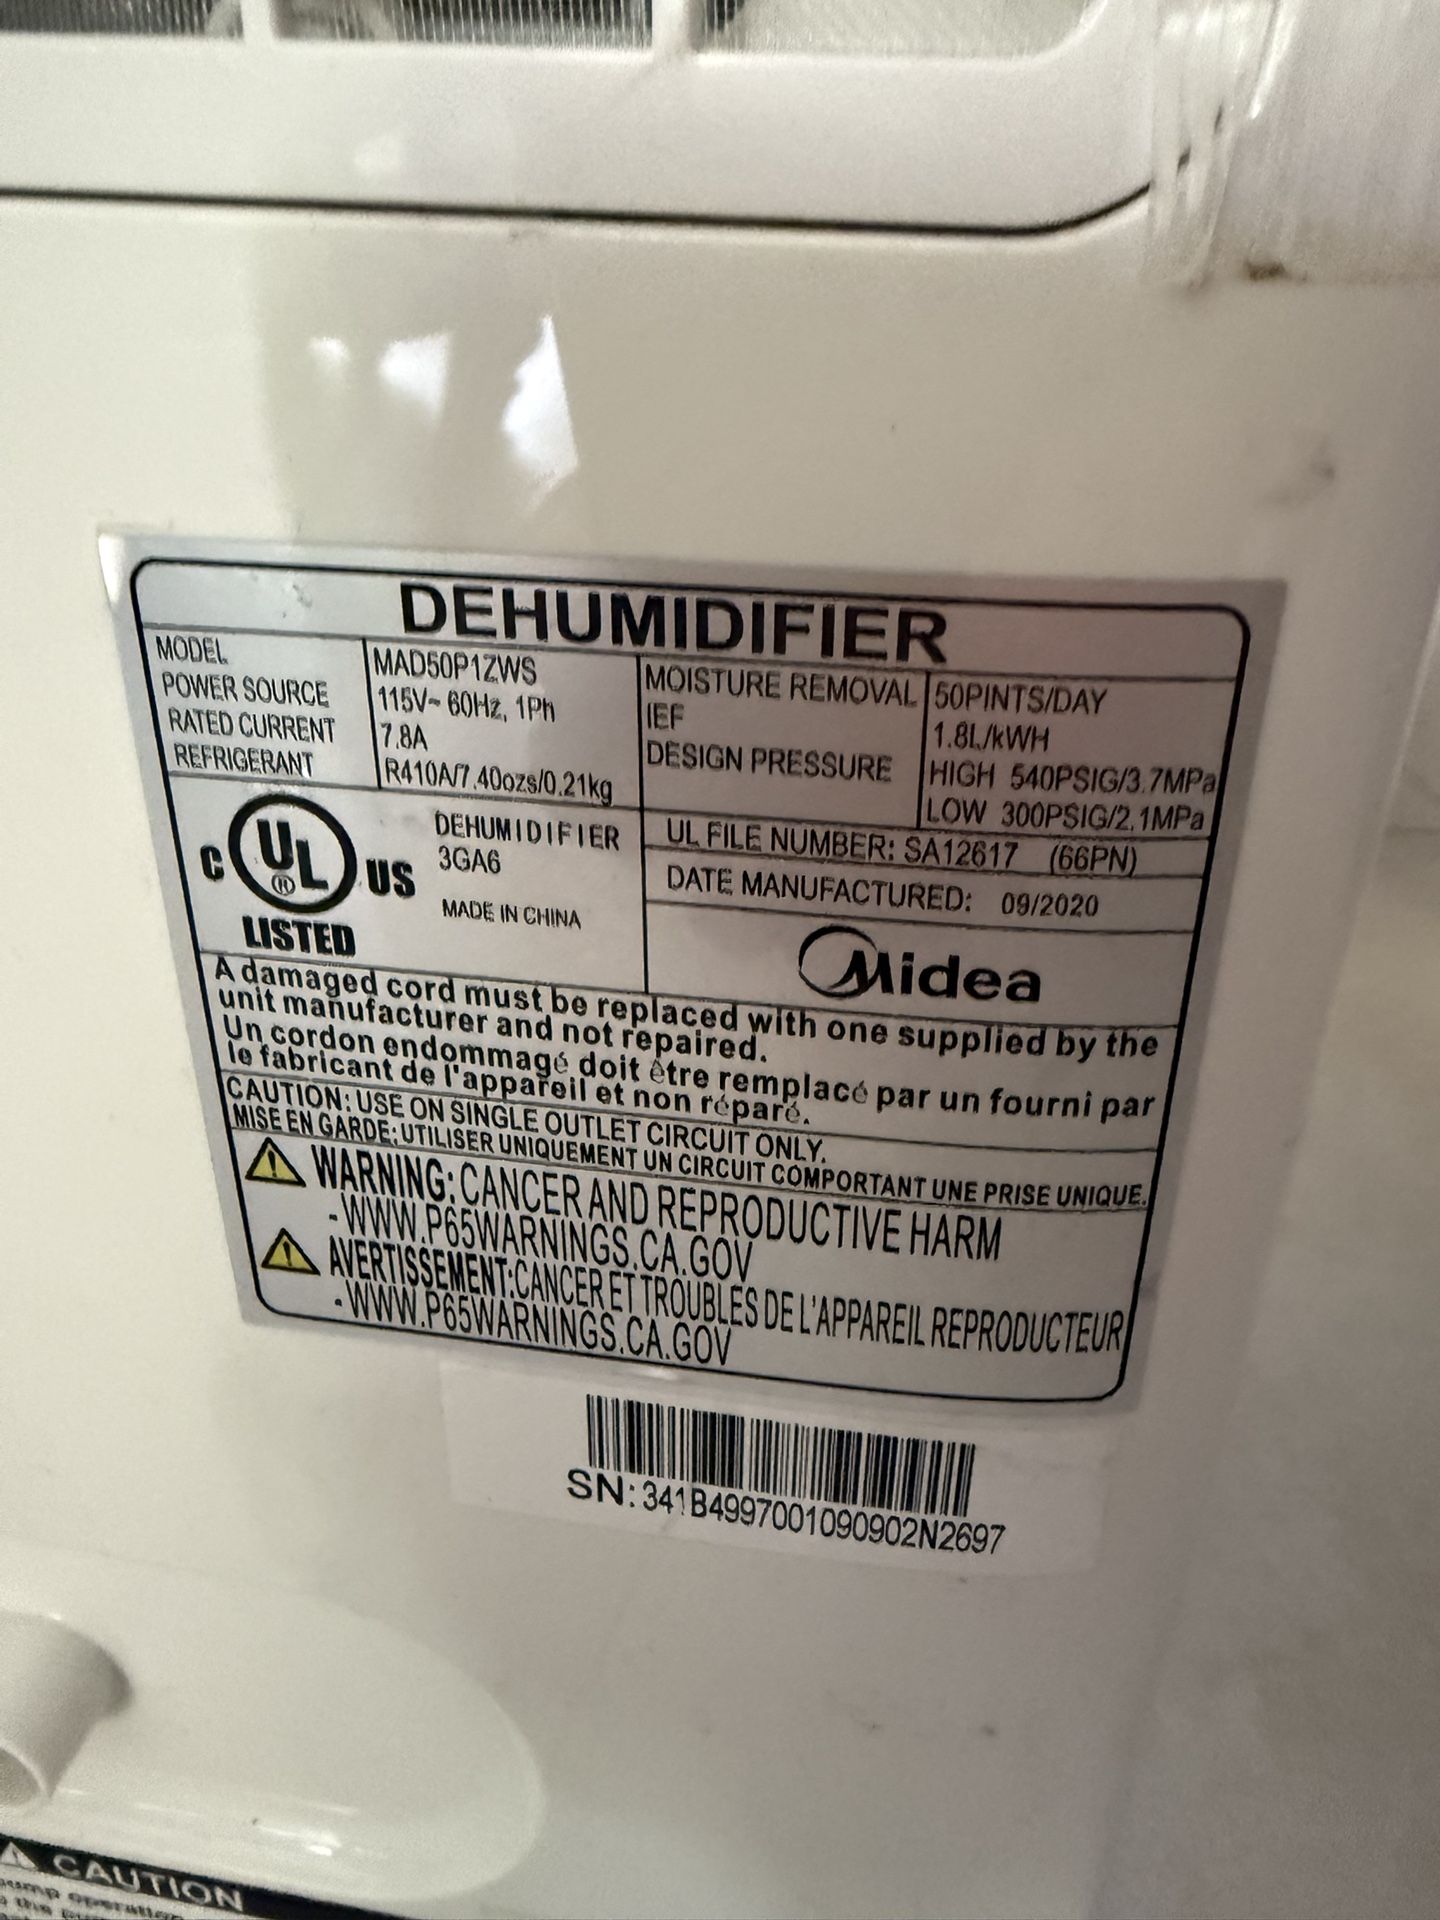 DEHUMIDIFIER
MODEL MAD50P1ZWS
POWER SOURCE 115V~ 60Hz, 1Ph
RATED CURRENT 7.8A
REFRIGERANT R410A/7.40ozs/0.21kg
MOISTURE REMOVAL 50PINTS/DAY
IEF 1.8L/kWH
DESIGN PRESSURE HIGH 540PSIG/3.7MPa
LOW 300PSIG/2.1MPa
C UL ® US
LISTED
DEHUMIDIFIER
3GA6
MADE IN CHINA
UL FILE NUMBER: SA12617 (66PN)
DATE MANUFACTURED: 09/2020
Midea
A damaged cord must be replaced with one supplied by the
unit manufacturer and not repaired.
Un cordon endommagé doit être remplacé par un fourni par
le fabricant de l'appareil et non réparé.
CAUTION: USE ON SINGLE OUTLET CIRCUIT ONLY.
MISE EN GARDE: UTILISER UNIQUEMENT UN CIRCUIT COMPORTANT UNE PRISE UNIQUE.
WARNING: CANCER AND REPRODUCTIVE HARM
- WWW.P65WARNINGS.CA.GOV
AVERTISSEMENT:CANCER ET TROUBLES DE L'APPAREIL REPRODUCTEUR
- WWW.P65WARNINGS.CA.GOV
SN: 341B4997001090902N2697
CAUTION
operation
the